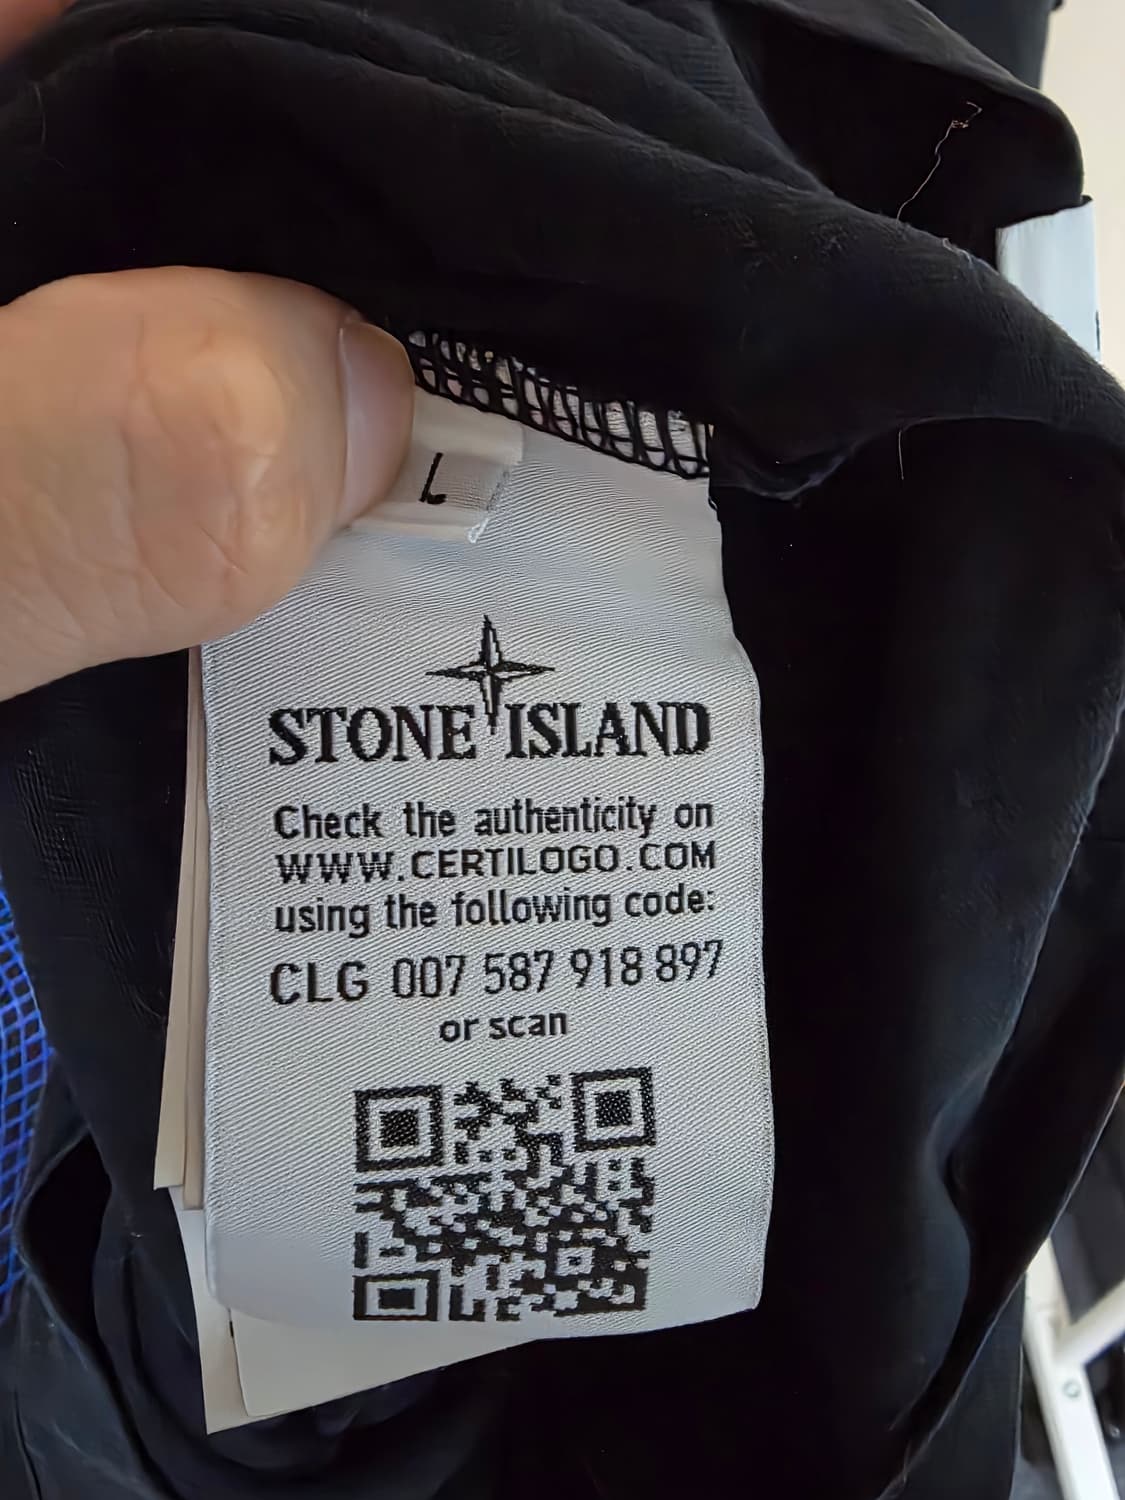 L
STONE ISLAND
Check the authenticity on
WWW.CERTILOGO.COM
using the following code:
CLG 007 587 918 897
or scan